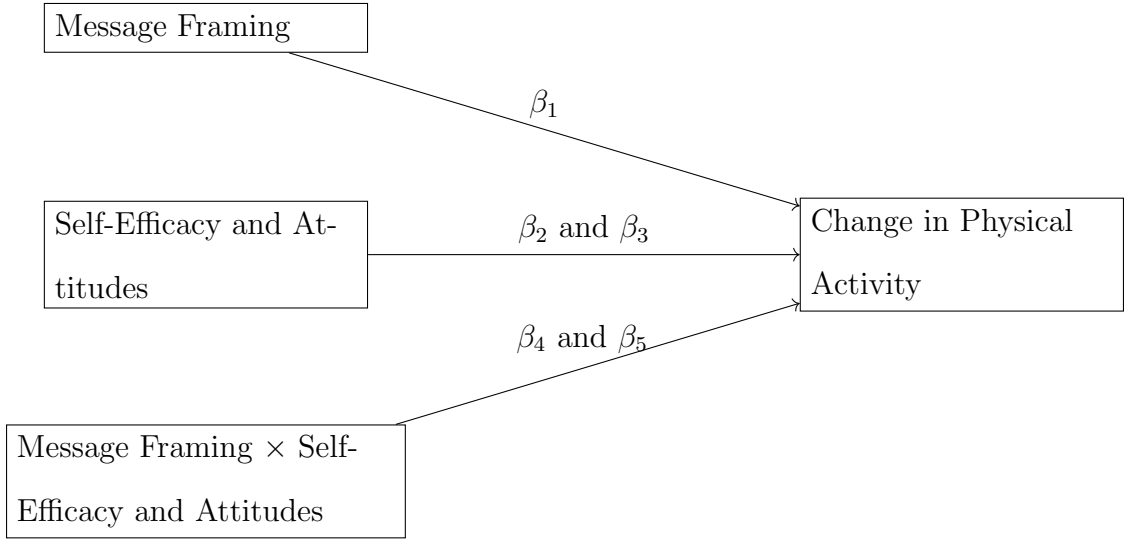 Message Framing
β₁
Self-Efficacy and At-
titudes
β₂ and β₃
Change in Physical
Activity
β₄ and β₅
Message Framing × Self-
Efficacy and Attitudes